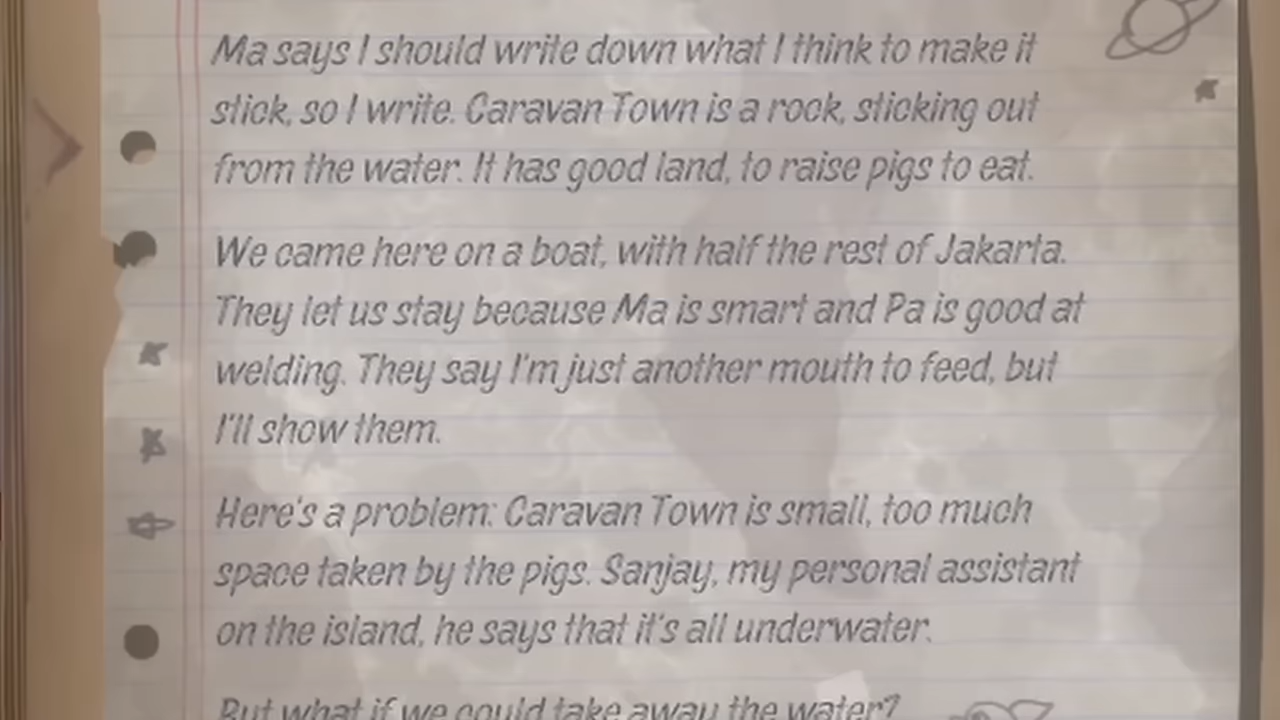 Ma says I should write down what I think to make it
stick, so I write. Caravan Town is a rock, sticking out
from the water. It has good land, to raise pigs to eat.
We came here on a boat, with half the rest of Jakarta.
They let us stay because Ma is smart and Pa is good at
welding. They say I'm just another mouth to feed, but
I'll show them.
Here's a problem: Caravan Town is small, too much
space taken by the pigs. Sanjay, my personal assistant
on the island, he says that it's all underwater.
But what if we could take away the water?